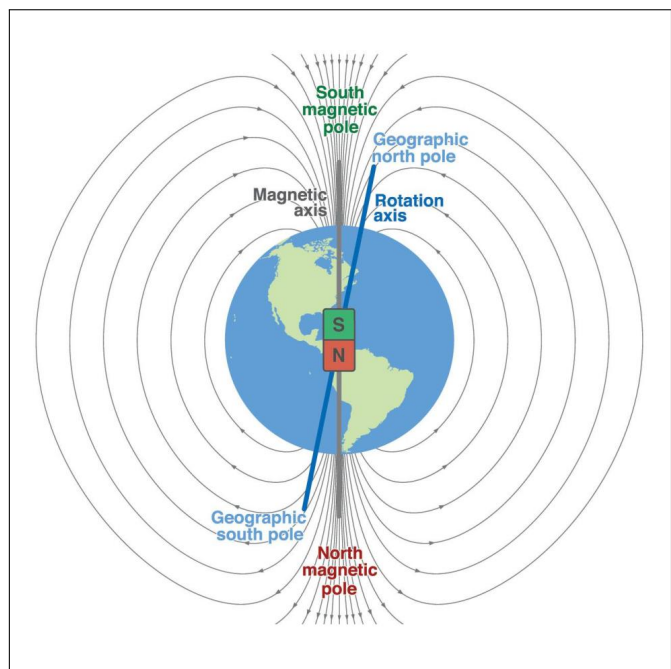 South
magnetic
pole
Geographic
north pole
Magnetic
axis
Rotation
axis
S
N
Geographic
south pole
North
magnetic
pole